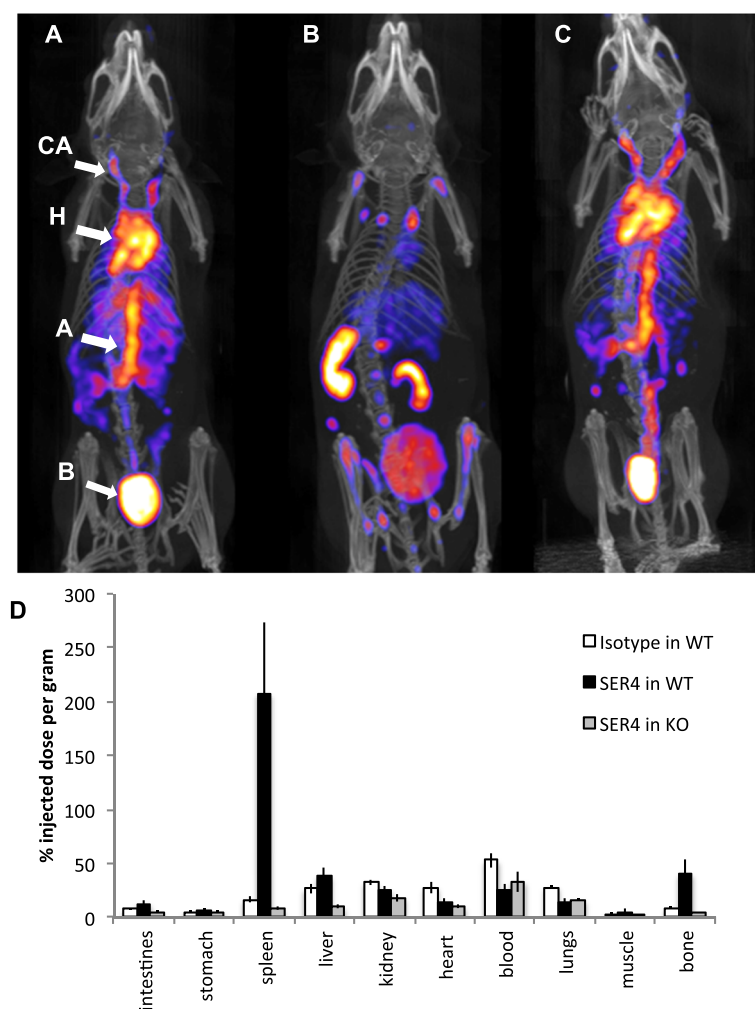 A
B
C
CA
H
A
B
D
% injected dose per gram
300
250
200
150
100
50
0
Isotype in WT
SER4 in WT
SER4 in KO
intestines
stomach
spleen
liver
kidney
heart
blood
lungs
muscle
bone